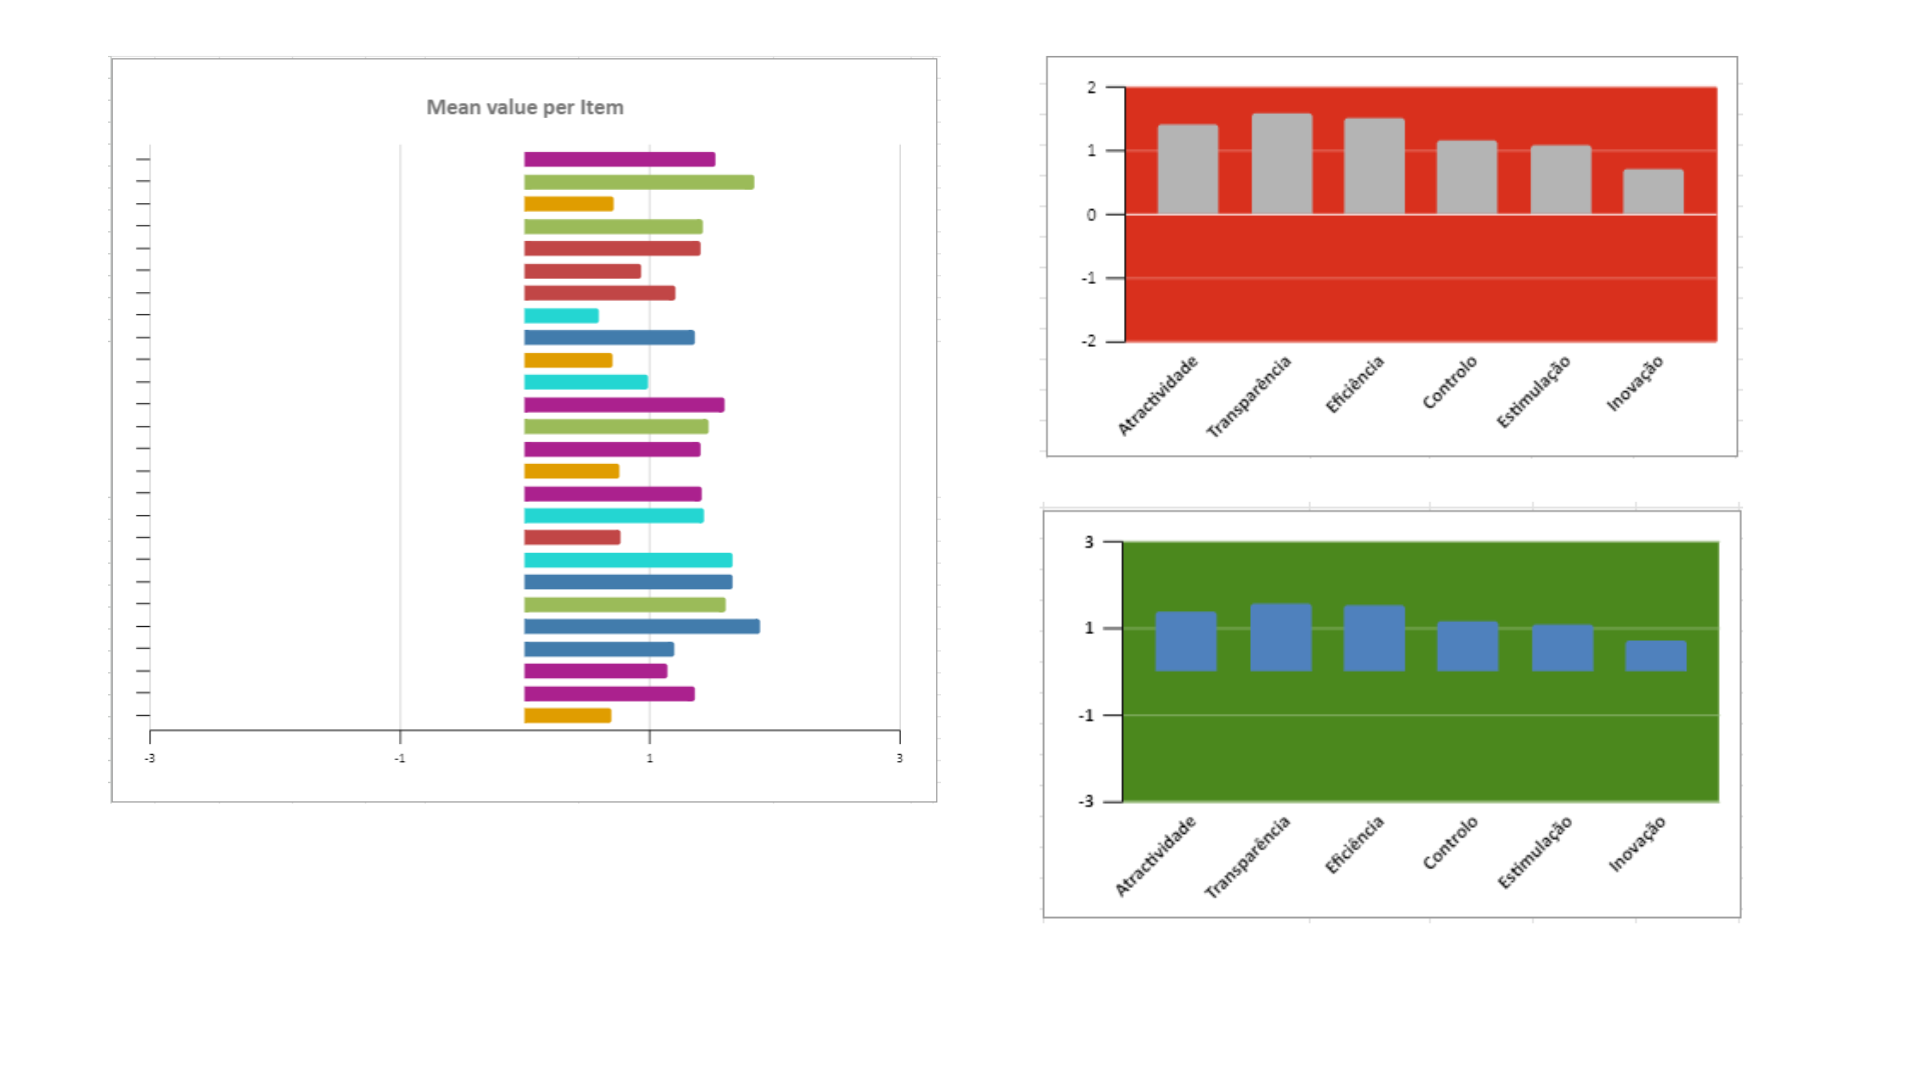 Mean value per Item
-3 -1 1 3
2
1
0
-1
-2
Atractividade Transparência Eficiência Controlo Estimulação Inovação
3
1
-1
-3
Atractividade Transparência Eficiência Controlo Estimulação Inovação